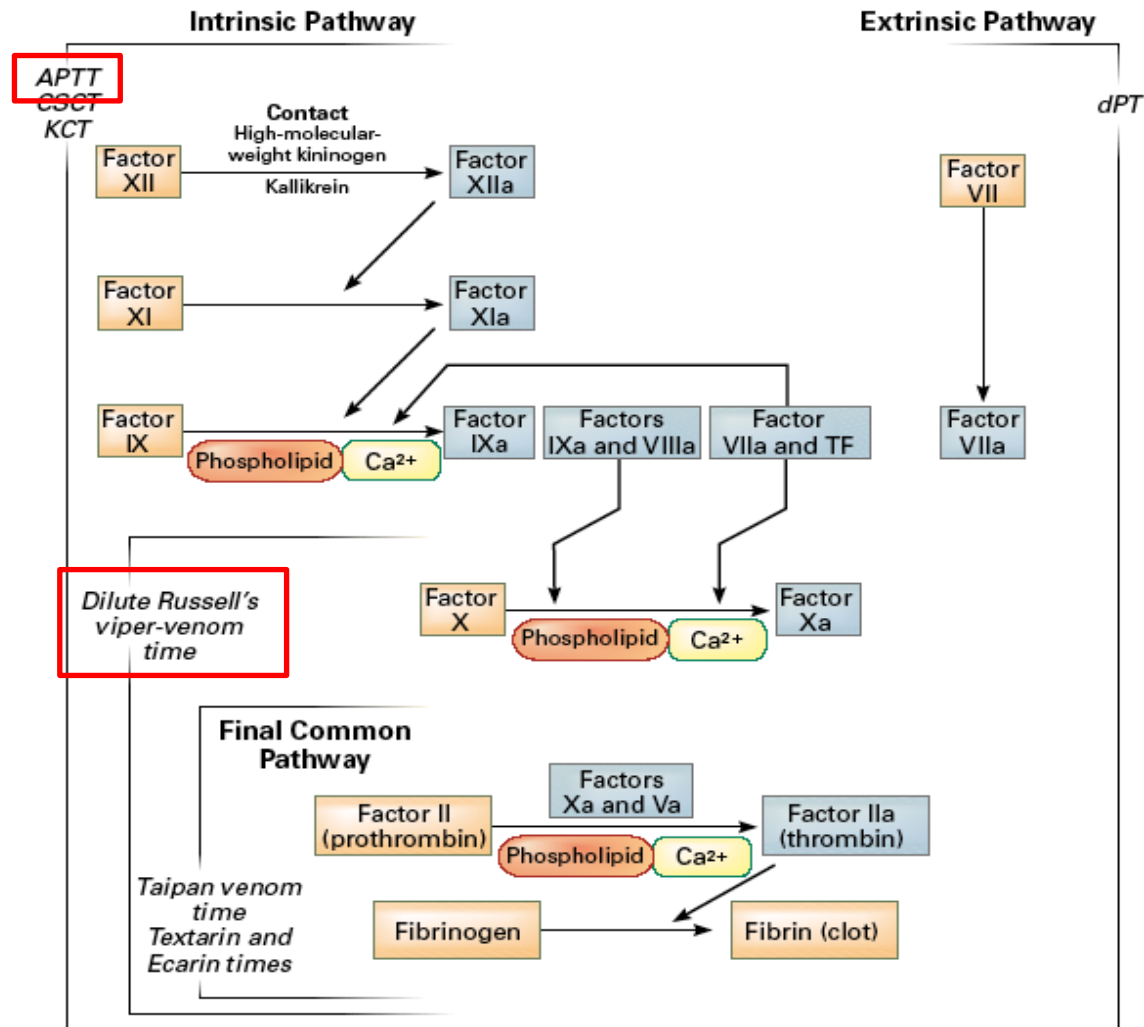 Intrinsic Pathway
Extrinsic Pathway
APTT
CSCT
KCT
dPT
Contact
High-molecular-
weight kininogen
Kallikrein
Factor
XII
Factor
XIIa
Factor
VII
Factor
XI
Factor
XIa
Factor
IX
Phospholipid
Ca²⁺
Factor
IXa
Factors
IXa and VIIIa
Factor
VIIa and TF
Factor
VIIa
Dilute Russell's
viper-venom
time
Factor
X
Phospholipid
Ca²⁺
Factor
Xa
Final Common
Pathway
Factors
Xa and Va
Factor II
(prothrombin)
Phospholipid
Ca²⁺
Factor IIa
(thrombin)
Taipan venom
time
Textarin and
Ecarin times
Fibrinogen
Fibrin (clot)